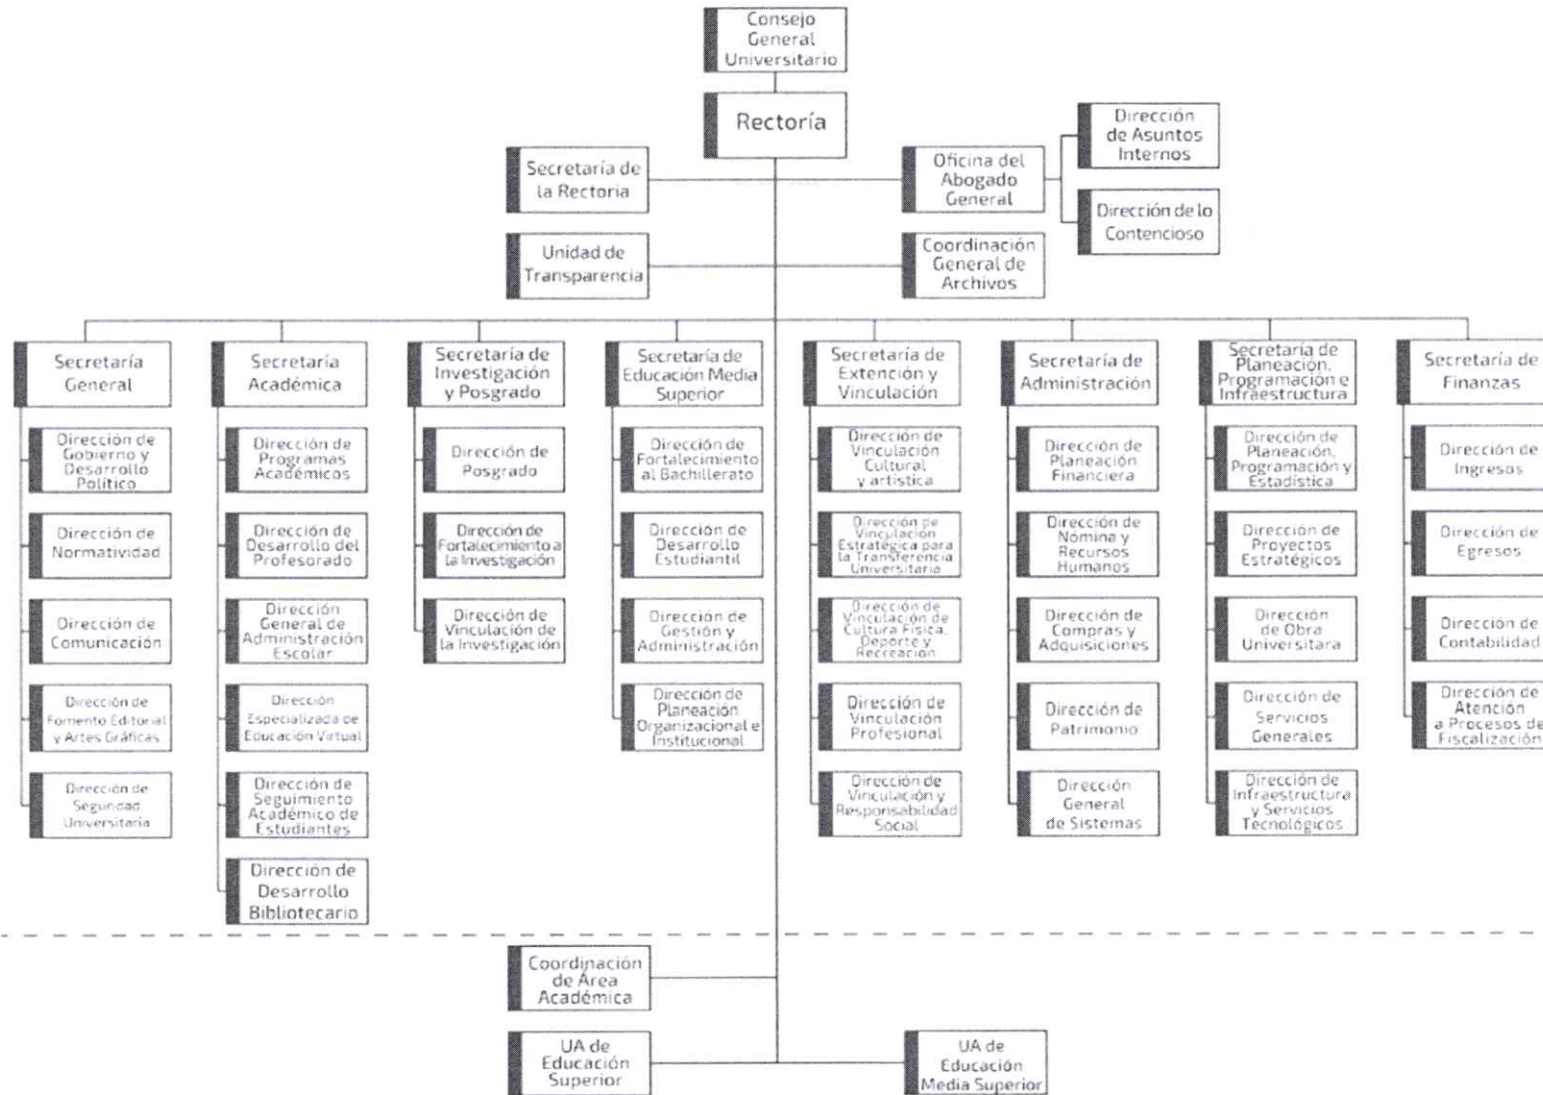 Consejo
General
Universitario
Rectoría
Secretaría de
la Rectoría
Oficina del
Abogado
General
Dirección
de Asuntos
Internos
Dirección de lo
Contencioso
Unidad de
Transparencia
Coordinación
General de
Archivos
Secretaría
General
Dirección de
Gobierno y
Desarrollo
Político
Dirección de
Normatividad
Dirección de
Comunicación
Dirección de
Fomento Editorial
y Artes Gráficas
Dirección de
Seguridad
Universitaria
Secretaría
Académica
Dirección de
Programas
Académicos
Dirección de
Desarrollo del
Profesorado
Dirección
General de
Administración
Escolar
Dirección
Especializada de
Educación Virtual
Dirección de
Seguimiento
Académico de
Estudiantes
Dirección de
Desarrollo
Bibliotecario
Secretaría de
Investigación
y Posgrado
Dirección de
Posgrado
Dirección de
Fortalecimiento a
la Investigación
Dirección de
Vinculación de
la Investigación
Secretaría de
Educación Media
Superior
Dirección de
Fortalecimiento
al Bachillerato
Dirección de
Desarrollo
Estudiantil
Dirección de
Gestión y
Administración
Dirección de
Planeación
Organizacional e
Institucional
Secretaría de
Extención y
Vinculación
Dirección de
Vinculación
Cultural
y artística
Dirección de
Vinculación
Estratégica para
la Transferencia
Universitaria
Dirección de
Vinculación de
Cultura Física,
Deporte y
Recreación
Dirección de
Vinculación
Profesional
Dirección de
Vinculación y
Responsabilidad
Social
Secretaría de
Administración
Dirección de
Planeación
Financiera
Dirección de
Nómina y
Recursos
Humanos
Dirección de
Compras y
Adquisiciones
Dirección de
Patrimonio
Dirección
General
de Sistemas
Secretaría de
Planeación,
Programación e
Infraestructura
Dirección de
Planeación,
Programación y
Estadística
Dirección de
Proyectos
Estratégicos
Dirección
de Obra
Universitara
Dirección de
Servicios
Generales
Dirección de
Infraestructura
y Servicios
Tecnológicos
Secretaría de
Finanzas
Dirección de
Ingresos
Dirección de
Egresos
Dirección de
Contabilidad
Dirección de
Atención
a Procesos de
Fiscalización
Coordinación
de Área
Académica
UA de
Educación
Superior
UA de
Educación
Media Superior